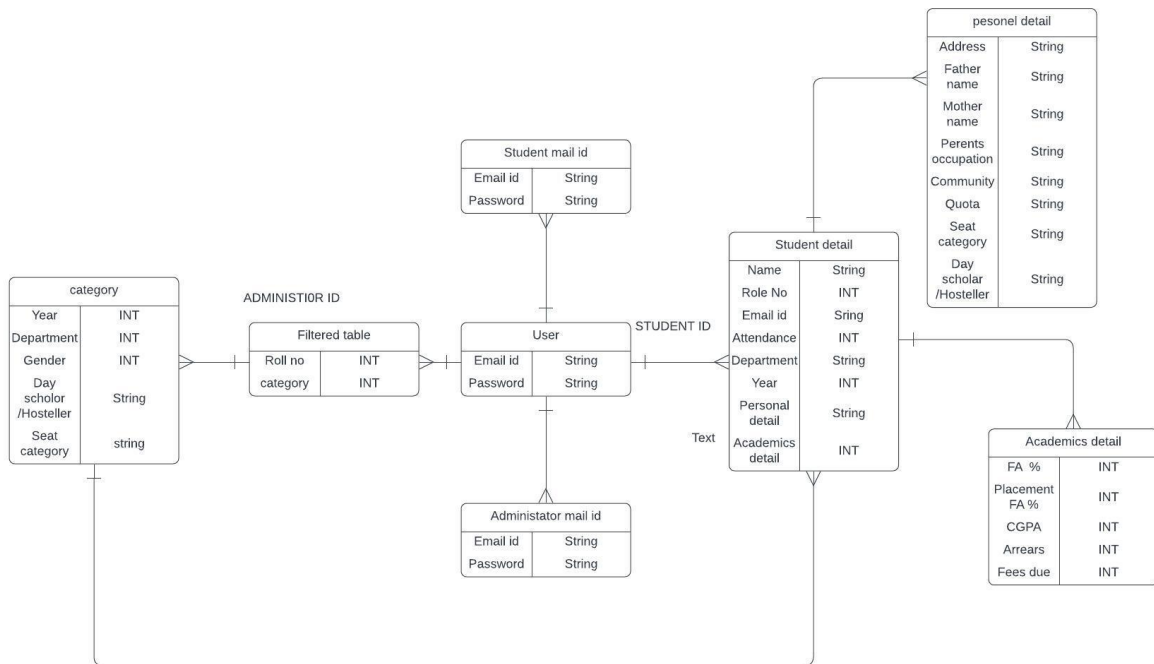 pesonel detail
Address String
Father
name String
Mother
name String
Perents
occupation String
Community String
Quota String
Seat
category String
Day
scholar
/Hosteller String
Student mail id
Email id String
Password String
Student detail
Name String
Role No INT
Email id Sring
Attendance INT
Department String
Year INT
Personal
detail String
Academics
detail INT
category
Year INT
Department INT
Gender INT
Day
scholor
/Hosteller String
Seat
category string
ADMINISTI0R ID
Filtered table
Roll no INT
category INT
User
Email id String
Password String
STUDENT ID
Text
Academics detail
FA % INT
Placement
FA % INT
CGPA INT
Arrears INT
Fees due INT
Administator mail id
Email id String
Password String